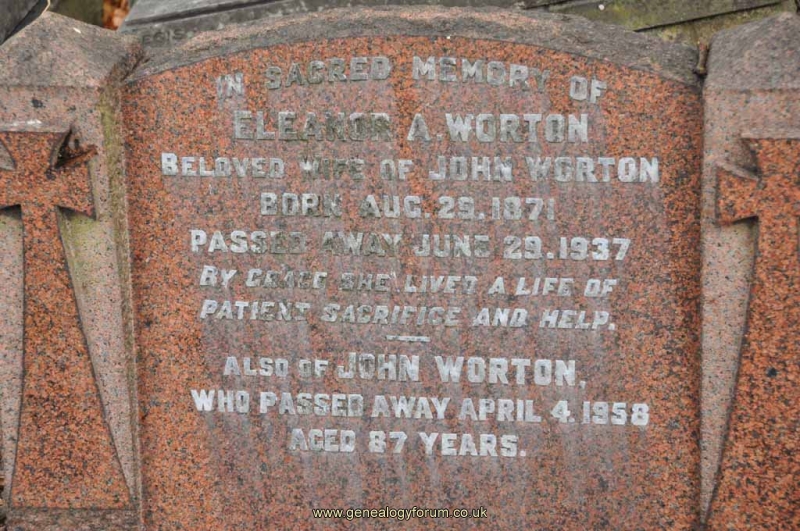 IN SACRED MEMORY OF
ELEANOR A. WORTON
BELOVED WIFE OF JOHN WORTON
BORN AUG. 29. 1871
PASSED AWAY JUNE 29. 1937
BY GRACE SHE LIVED A LIFE OF
PATIENT SACRIFICE AND HELP.
ALSO OF JOHN WORTON,
WHO PASSED AWAY APRIL 4. 1958
AGED 87 YEARS.
www.genealogyforum.co.uk